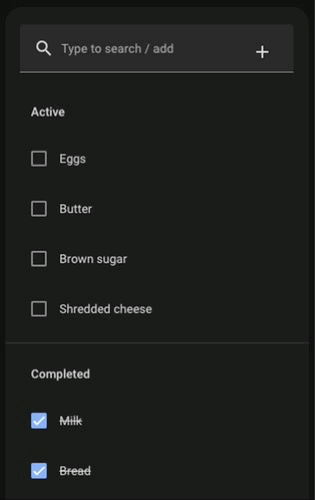 Type to search / add
Active
Eggs
Butter
Brown sugar
Shredded cheese
Completed
Milk
Bread